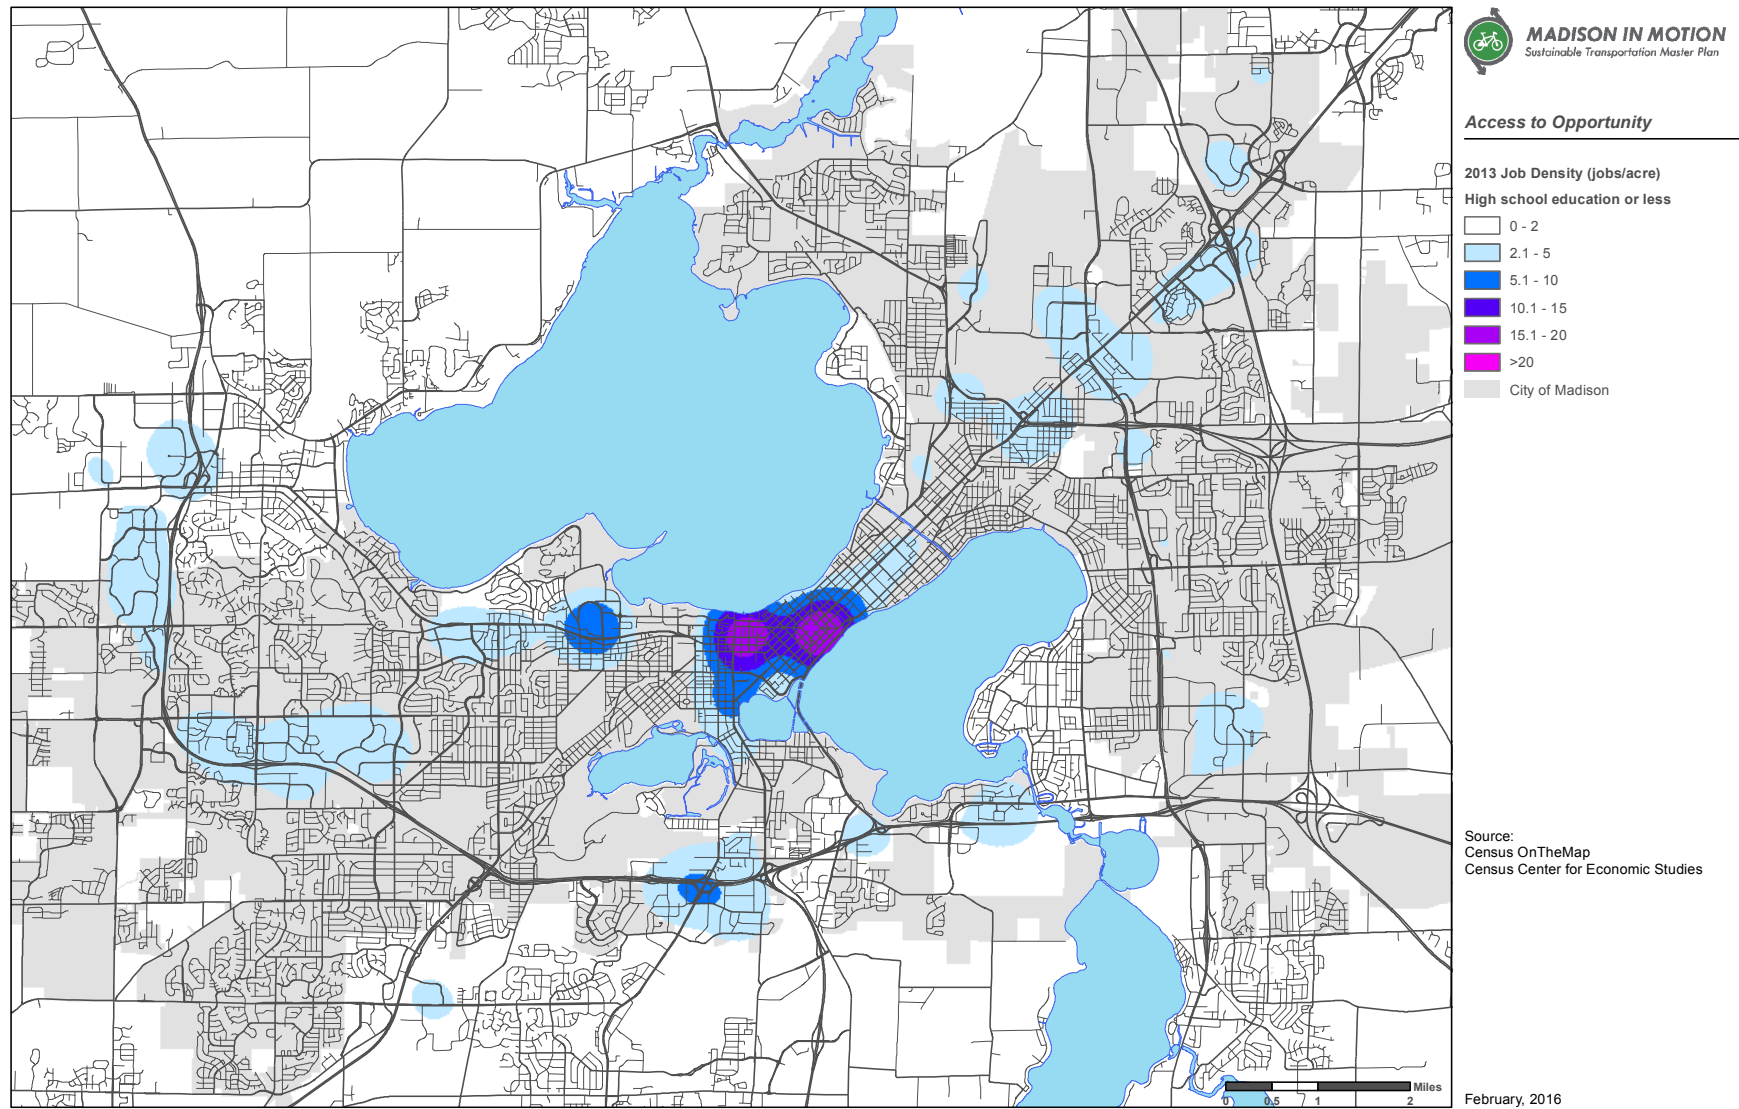 MADISON IN MOTION
Sustainable Transportation Master Plan
Access to Opportunity
2013 Job Density (jobs/acre)
High school education or less
0 - 2
2.1 - 5
5.1 - 10
10.1 - 15
15.1 - 20
>20
City of Madison
Source:
Census OnTheMap
Census Center for Economic Studies
Miles
0 0.5 1 2
February, 2016